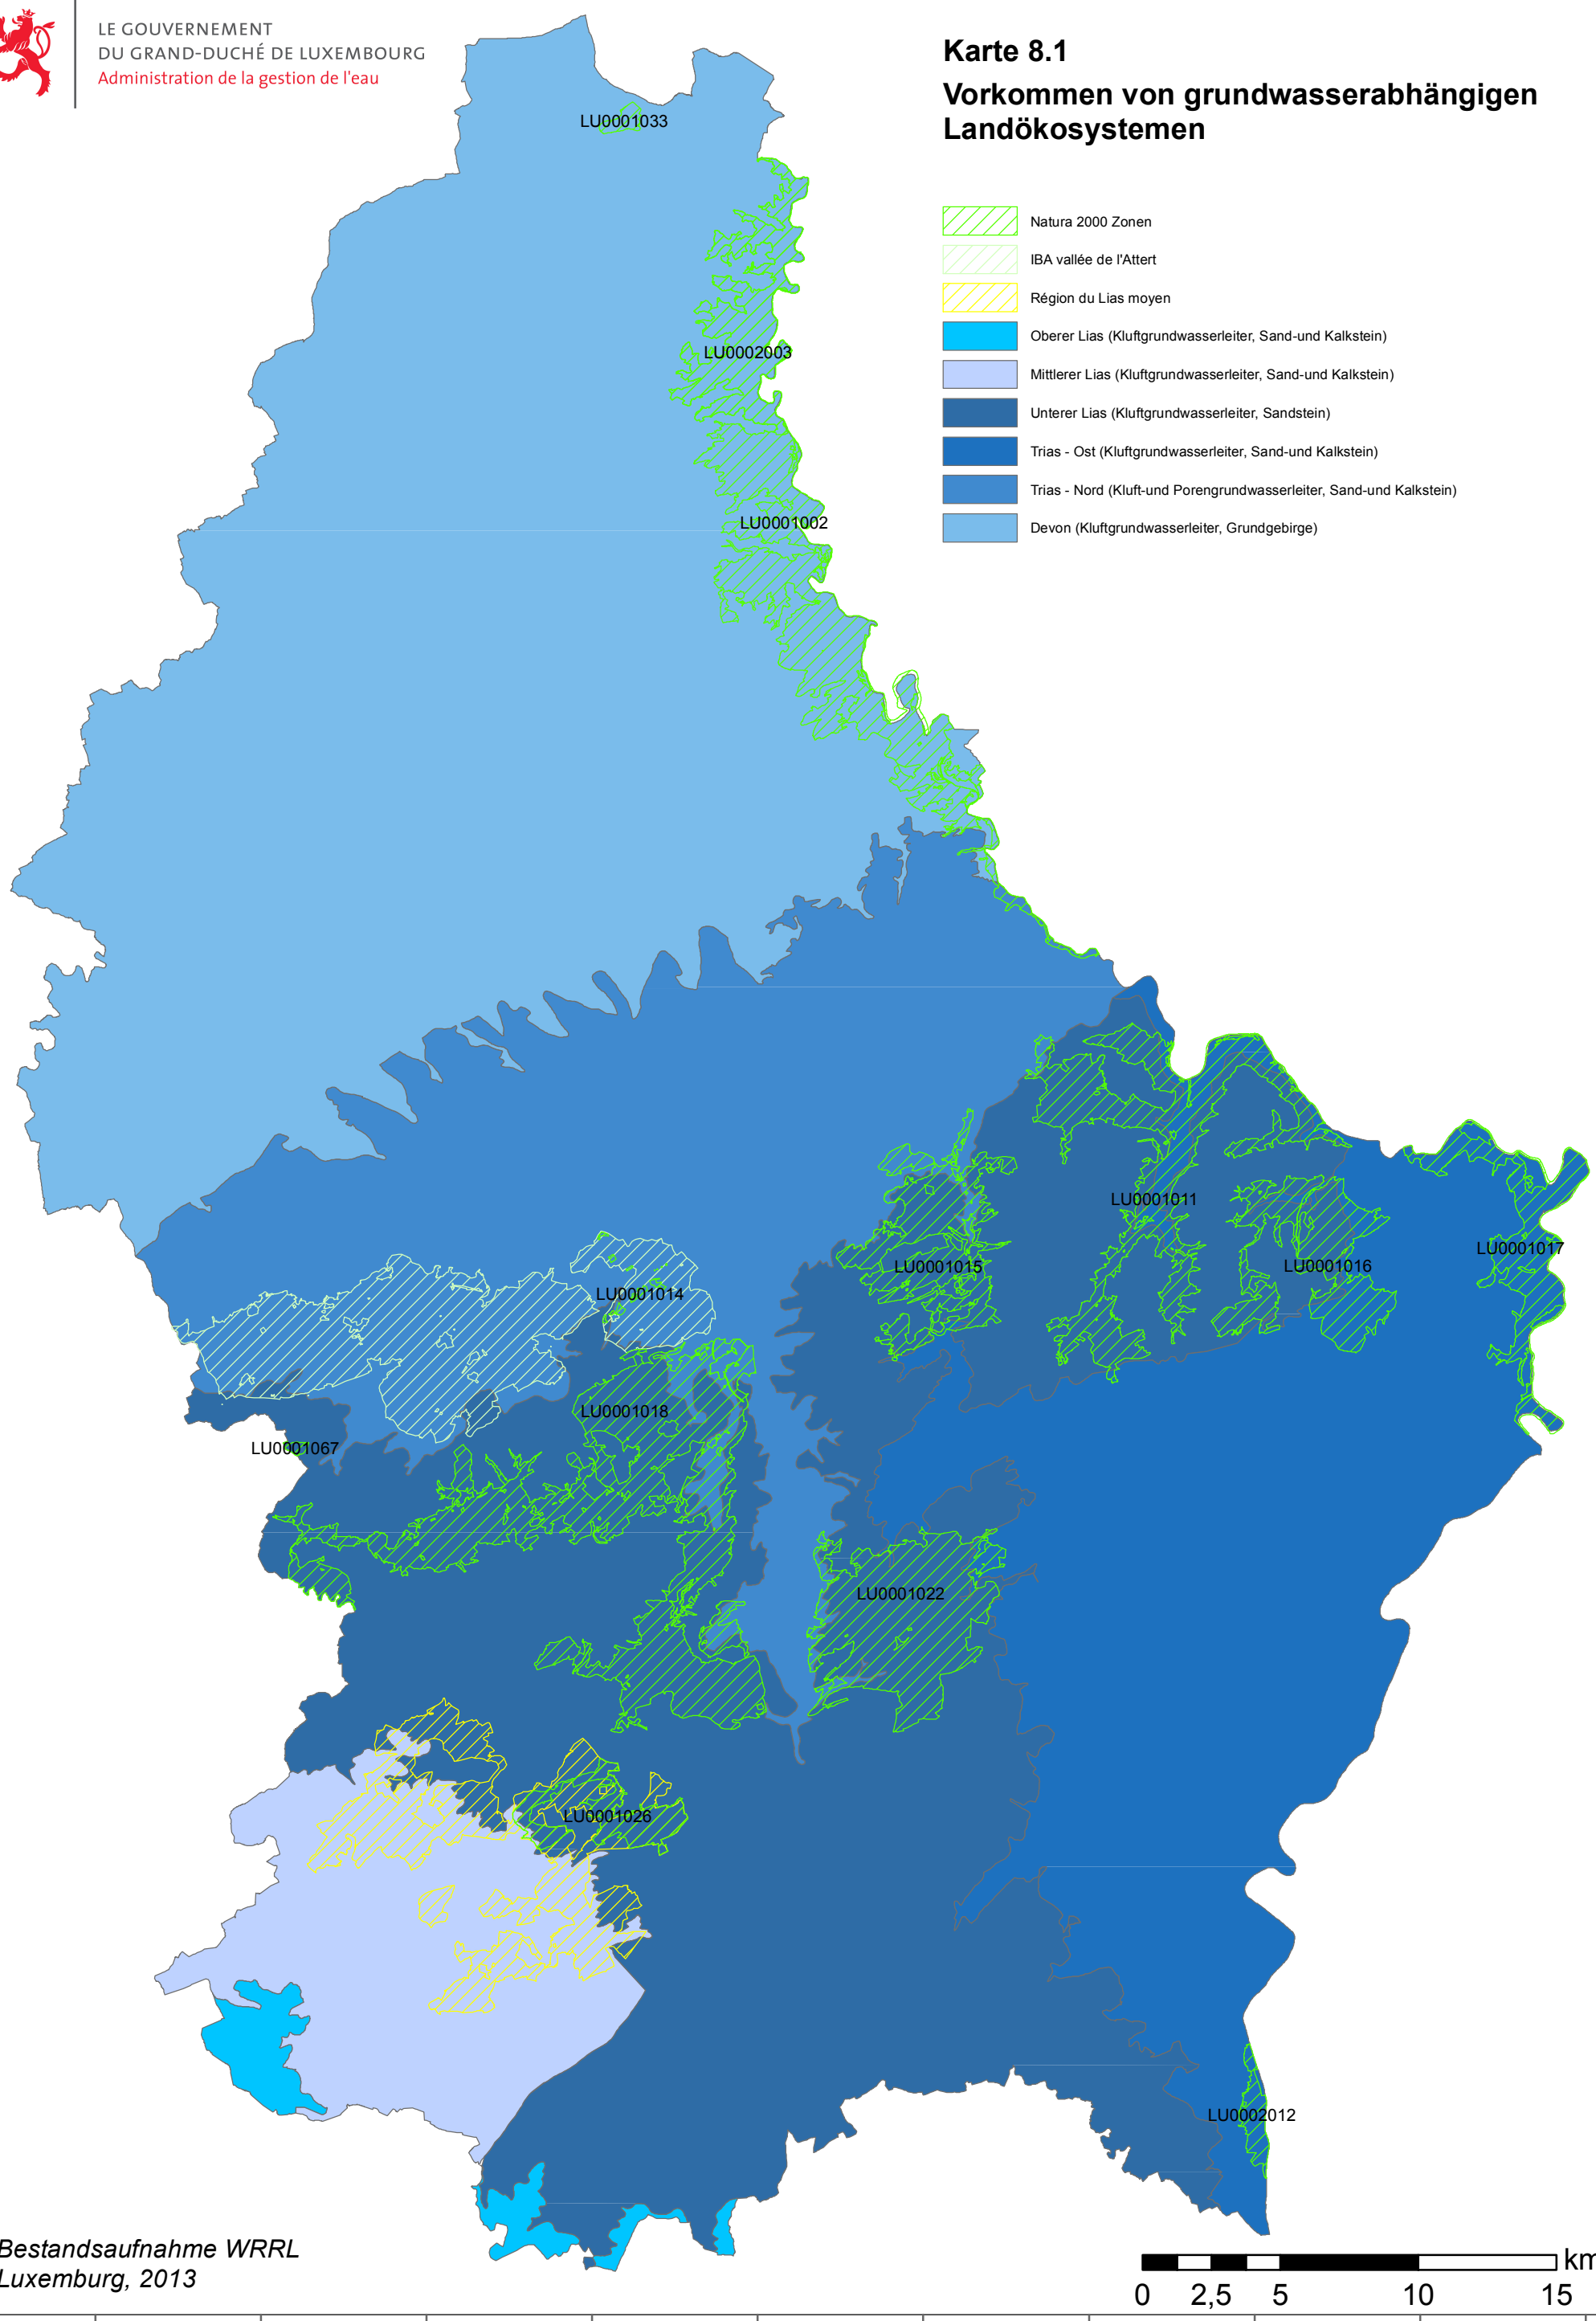 LE GOUVERNEMENT
DU GRAND-DUCHÉ DE LUXEMBOURG
Administration de la gestion de l'eau
Karte 8.1
Vorkommen von grundwasserabhängigen
Landökosystemen
Natura 2000 Zonen
IBA vallée de l'Attert
Région du Lias moyen
Oberer Lias (Kluftgrundwasserleiter, Sand-und Kalkstein)
Mittlerer Lias (Kluftgrundwasserleiter, Sand-und Kalkstein)
Unterer Lias (Kluftgrundwasserleiter, Sandstein)
Trias - Ost (Kluftgrundwasserleiter, Sand-und Kalkstein)
Trias - Nord (Kluft-und Porengrundwasserleiter, Sand-und Kalkstein)
Devon (Kluftgrundwasserleiter, Grundgebirge)
LU0001033
LU0002003
LU0001002
LU0001011
LU0001017
LU0001015
LU0001016
LU0001014
LU0001018
LU0001067
LU0001022
LU0001026
LU0002012
Bestandsaufnahme WRRL
Luxemburg, 2013
km
0 2,5 5 10 15